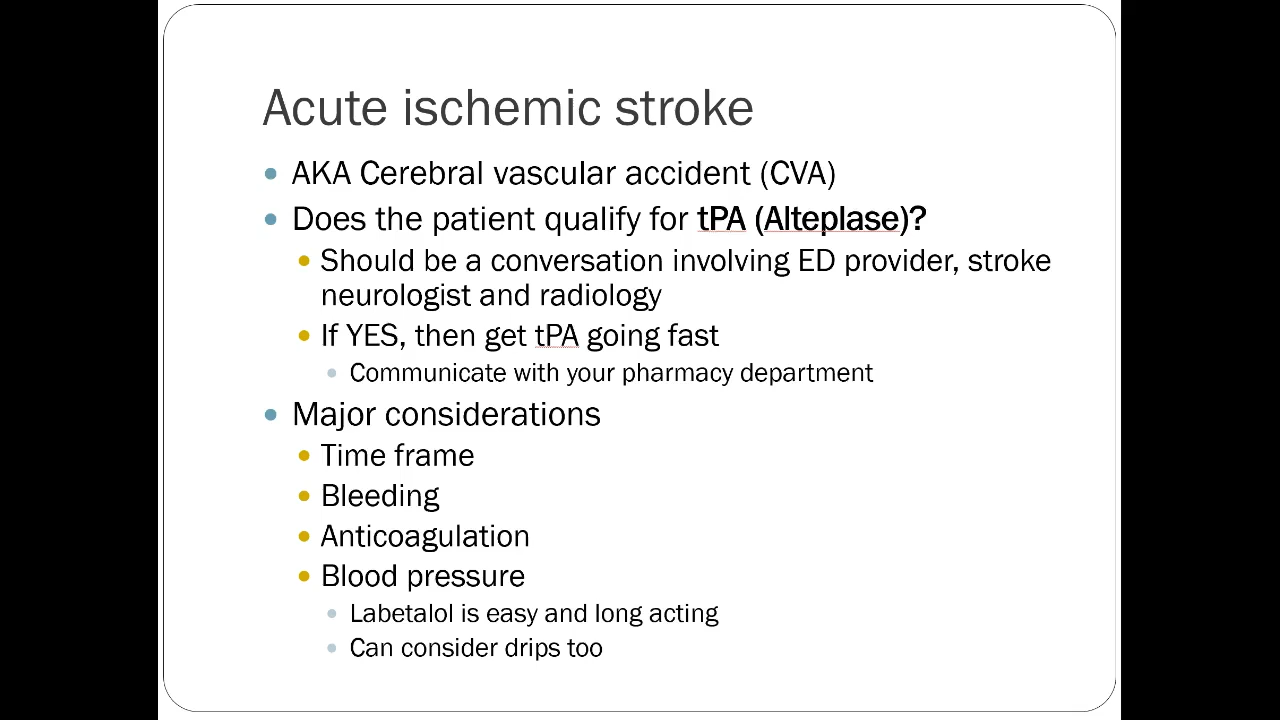 Acute ischemic stroke
AKA Cerebral vascular accident (CVA)
Does the patient qualify for tPA (Alteplase)?
Should be a conversation involving ED provider, stroke
neurologist and radiology
If YES, then get tPA going fast
Communicate with your pharmacy department
Major considerations
Time frame
Bleeding
Anticoagulation
Blood pressure
Labetalol is easy and long acting
Can consider drips too